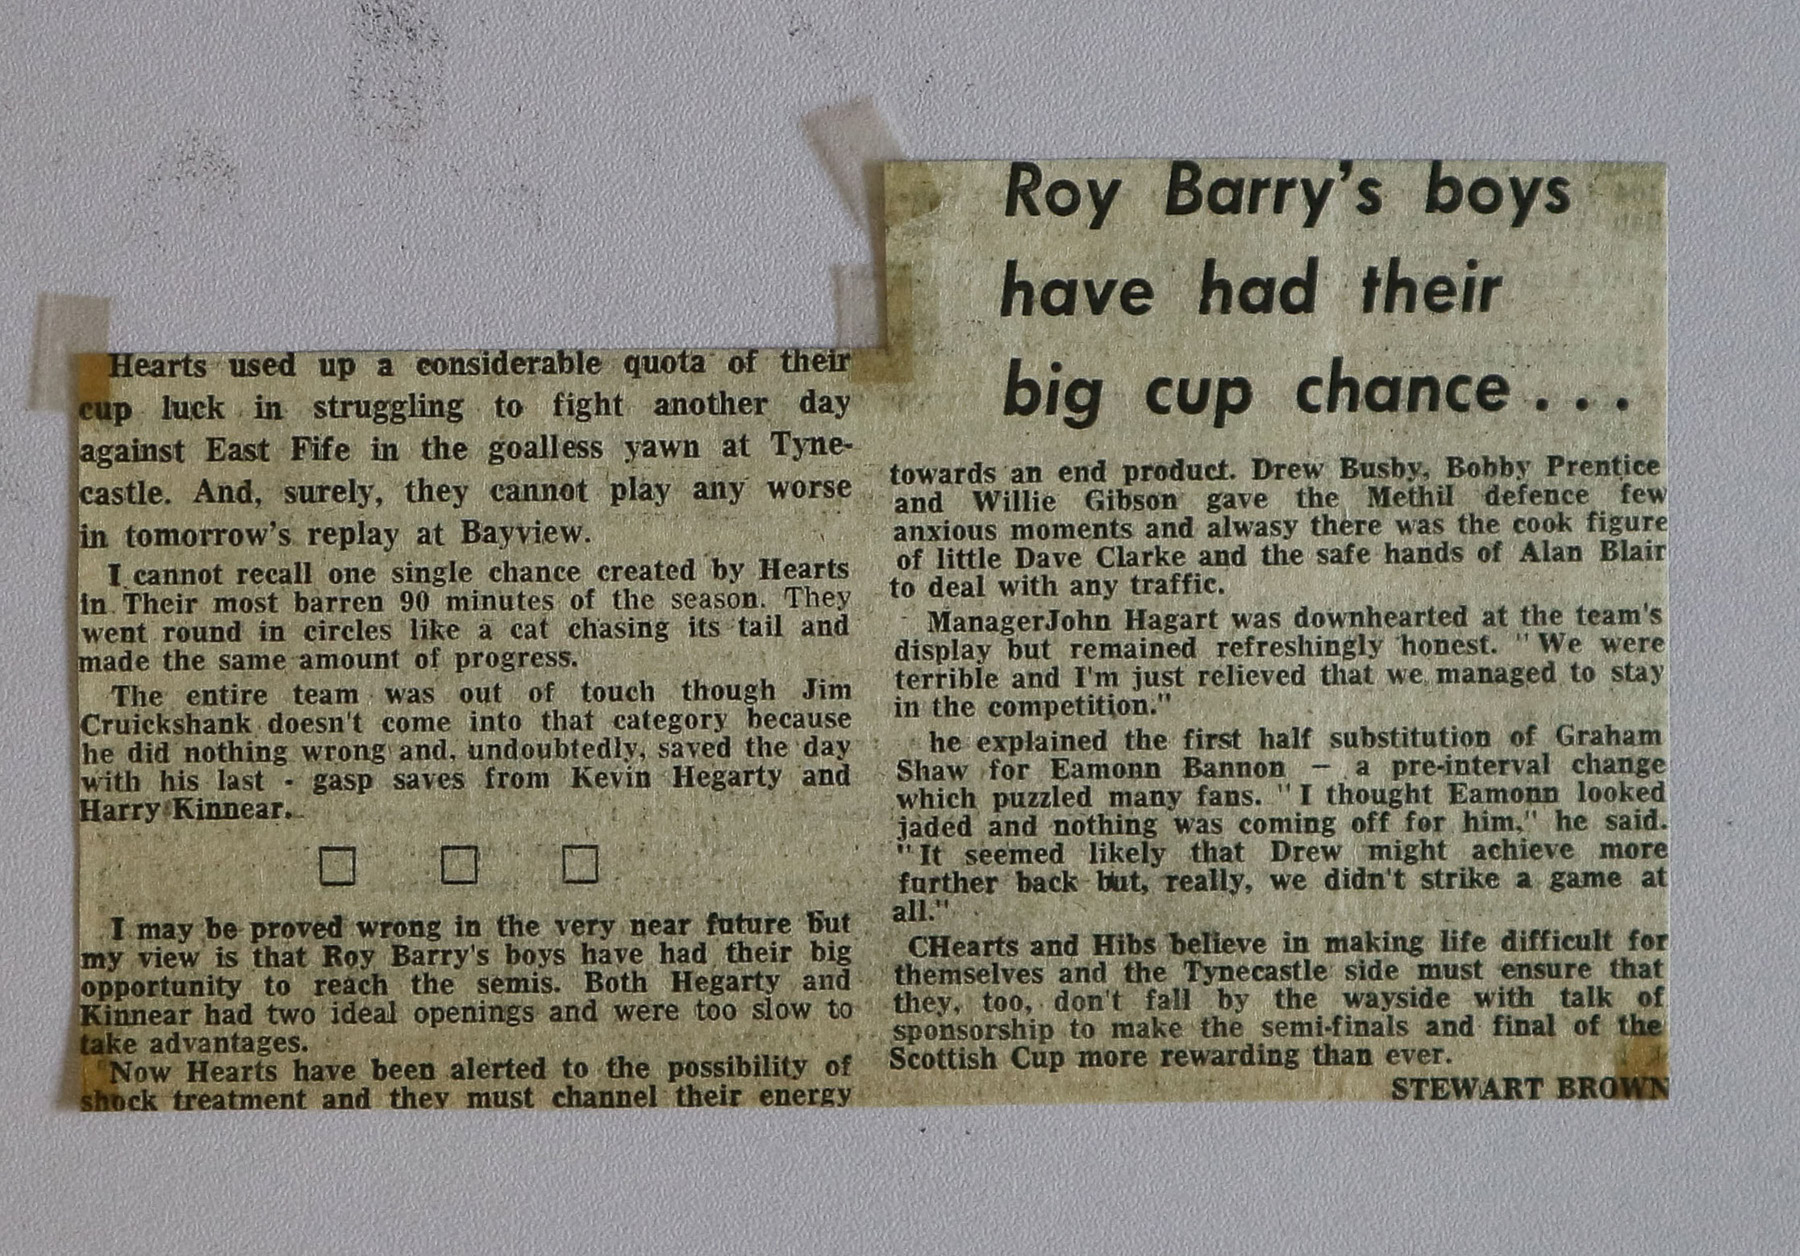 Roy Barry's boys
have had their
big cup chance...
Hearts used up a considerable quota of their
cup luck in struggling to fight another day
against East Fife in the goalless yawn at Tyne-
castle. And, surely, they cannot play any worse
in tomorrow's replay at Bayview.
I cannot recall one single chance created by Hearts
in Their most barren 90 minutes of the season. They
went round in circles like a cat chasing its tail and
made the same amount of progress.
The entire team was out of touch though Jim
Cruickshank doesn't come into that category because
he did nothing wrong and, undoubtedly, saved the day
with his last - gasp saves from Kevin Hegarty and
Harry Kinnear.
I may be proved wrong in the very near future but
my view is that Roy Barry's boys have had their big
opportunity to reach the semis. Both Hegarty and
Kinnear had two ideal openings and were too slow to
take advantages.
Now Hearts have been alerted to the possibility of
shock treatment and they must channel their energy
towards an end product. Drew Busby, Bobby Prentice
and Willie Gibson gave the Methil defence few
anxious moments and alwasy there was the cook figure
of little Dave Clarke and the safe hands of Alan Blair
to deal with any traffic.
ManagerJohn Hagart was downhearted at the team's
display but remained refreshingly honest. "We were
terrible and I'm just relieved that we managed to stay
in the competition."
he explained the first half substitution of Graham
Shaw for Eamonn Bannon — a pre-interval change
which puzzled many fans. "I thought Eamonn looked
jaded and nothing was coming off for him," he said.
"It seemed likely that Drew might achieve more
further back but, really, we didn't strike a game at
all."
CHearts and Hibs believe in making life difficult for
themselves and the Tynecastle side must ensure that
they, too, don't fall by the wayside with talk of
sponsorship to make the semi-finals and final of the
Scottish Cup more rewarding than ever.
STEWART BROWN